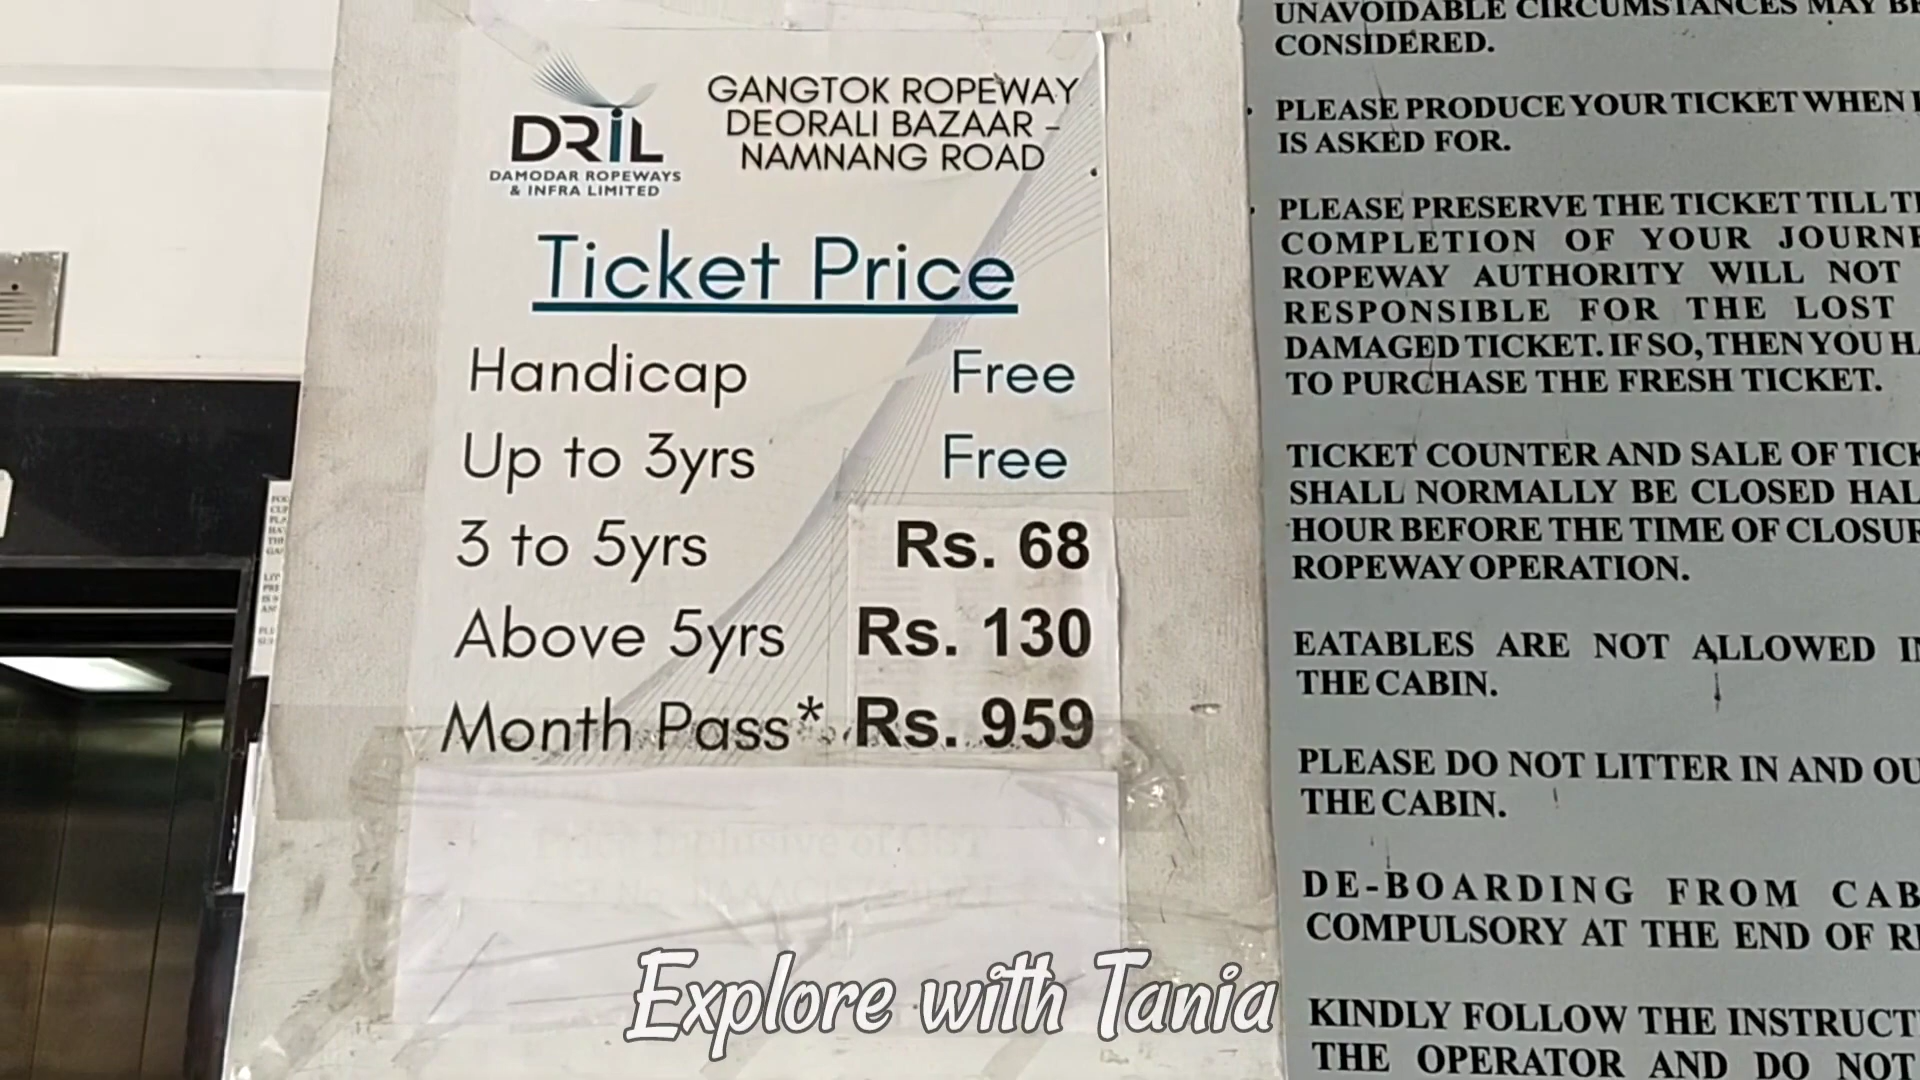 DRiL
DAMODAR ROPEWAYS
& INFRA LIMITED
GANGTOK ROPEWAY
DEORALI BAZAAR -
NAMNANG ROAD
Ticket Price
Handicap Free
Up to 3yrs Free
3 to 5yrs Rs. 68
Above 5yrs Rs. 130
Month Pass* Rs. 959
Explore with Tania
UNAVOIDABLE CIRCUMSTANCES MAY
CONSIDERED.
PLEASE PRODUCE YOUR TICKET WHEN
IS ASKED FOR.
PLEASE PRESERVE THE TICKET TILL
COMPLETION OF YOUR
ROPEWAY AUTHORITY WILL NOT
RESPONSIBLE FOR THE LOST
DAMAGED TICKET. IF SO, THEN YOU
TO PURCHASE THE FRESH TICKET.
TICKET COUNTER AND SALE OF
SHALL NORMALLY BE CLOSED
HOUR BEFORE THE TIME OF
ROPEWAY OPERATION.
EATABLES ARE NOT ALLOWED
THE CABIN.
PLEASE DO NOT LITTER IN AND
THE CABIN.
DE-BOARDING FROM
COMPULSORY AT THE END OF
KINDLY FOLLOW THE
THE OPERATOR AND DO NOT